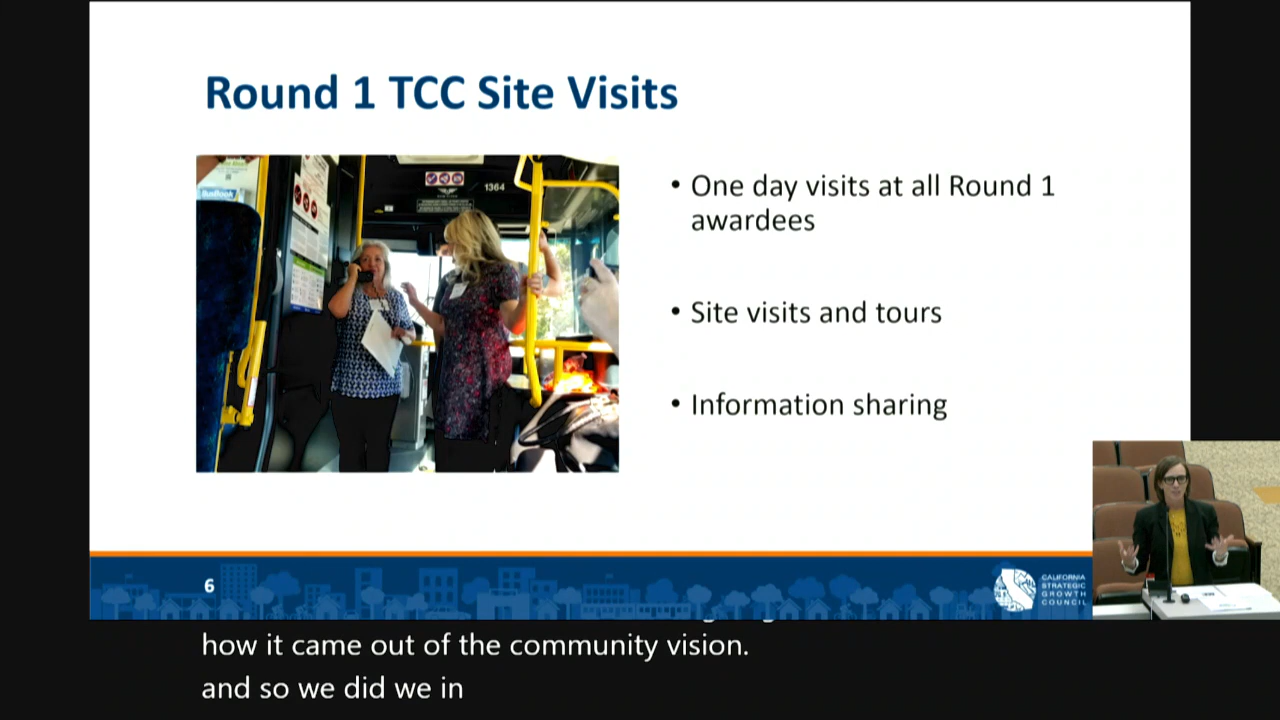 Round 1 TCC Site Visits
1364
• One day visits at all Round 1
awardees
• Site visits and tours
• Information sharing
6
CALIFORNIA
STRATEGIC
GROWTH
COUNCIL
how it came out of the community vision.
and so we did we in